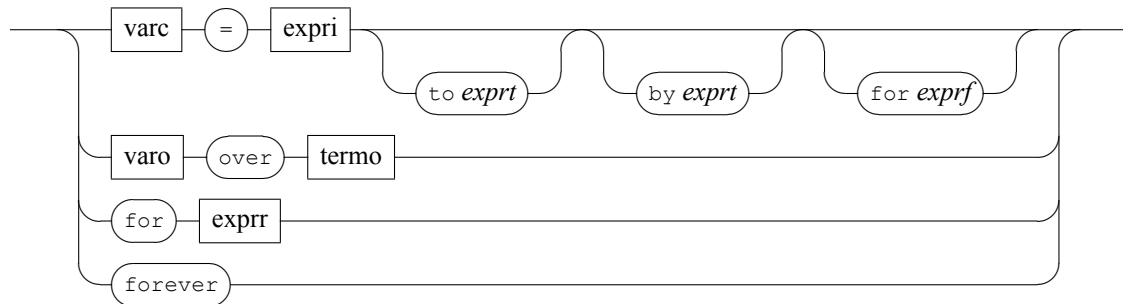 varc = expri
to exprt by exprt for exprf
varo over termo
for exprr
forever